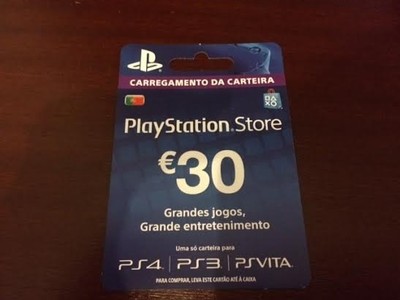 CARREGAMENTO DA CARTEIRA
PlayStation.Store
€30
Grandes jogos,
Grande entretenimento
Uma só carteira para
PS4 | PS3 | PSVITA
PARA COMPRAR, LEVA ESTE CARTÃO ATÉ À CAIXA